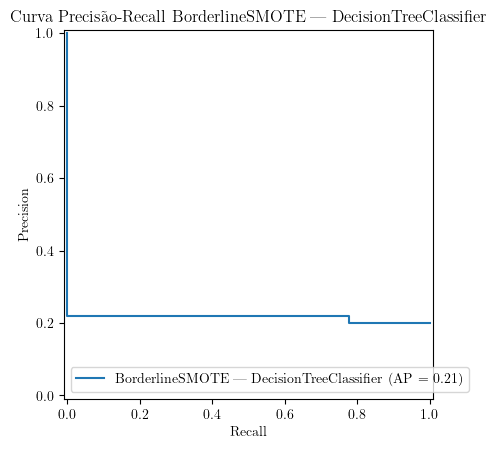 Curva Precisão-Recall BorderlineSMOTE — DecisionTreeClassifier
1.0
0.8
0.6
0.4
0.2
0.0
Precision
BorderlineSMOTE — DecisionTreeClassifier (AP = 0.21)
0.0 0.2 0.4 0.6 0.8 1.0
Recall